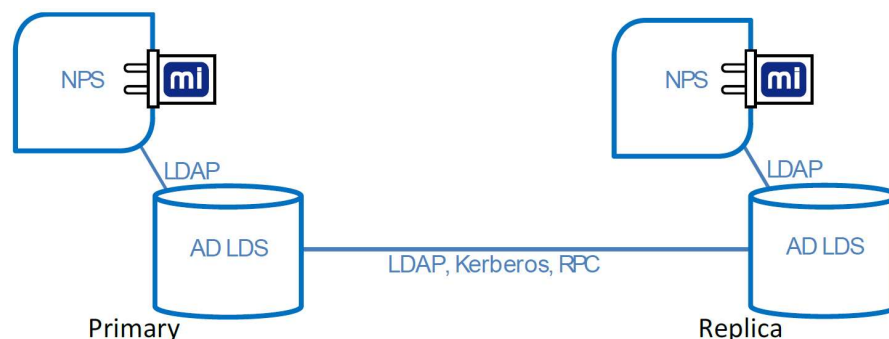 NPS
mi
LDAP
AD LDS
Primary
LDAP, Kerberos, RPC
NPS
mi
LDAP
AD LDS
Replica